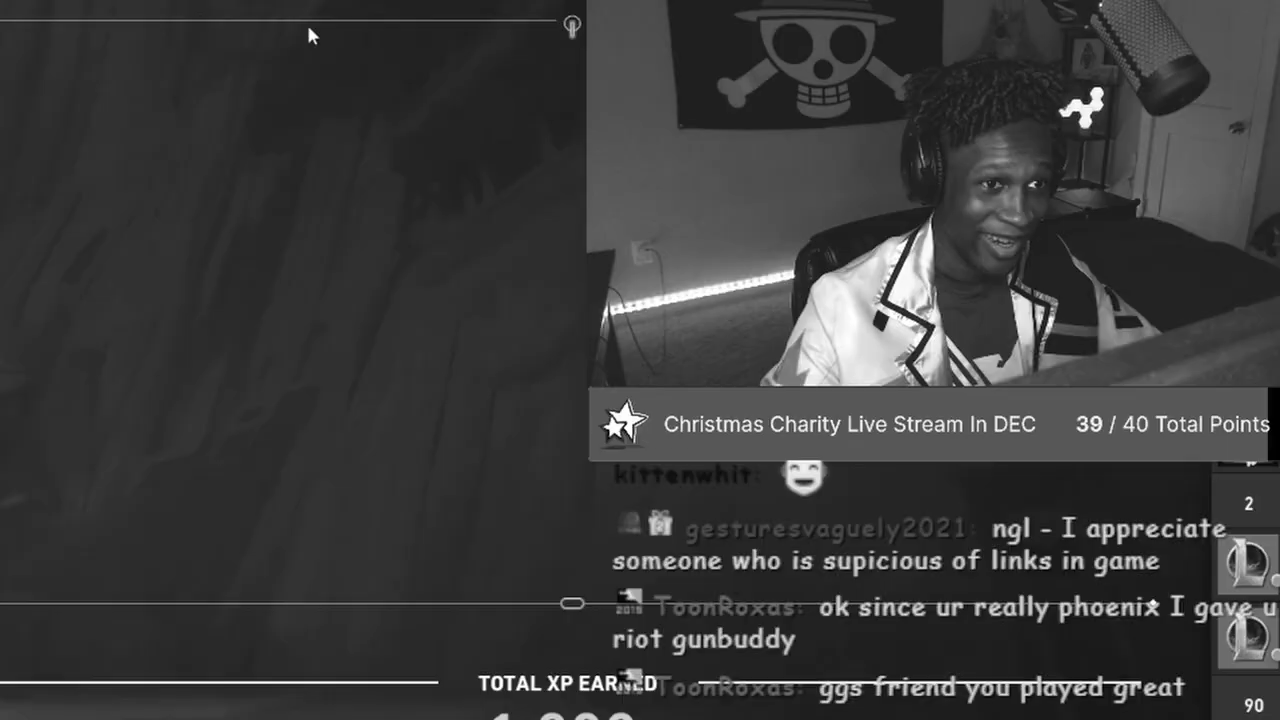 Christmas Charity Live Stream In DEC 39 / 40 Total Points
kittenwhit:
2
gesturesvaguely2021: ngl - I appreciate
someone who is supicious of links in game
2019 ToonRoxas: ok since ur really phoenix I gave u
riot gunbuddy
TOTAL XP EARNED
ToonRoxas: ggs friend you played great
90